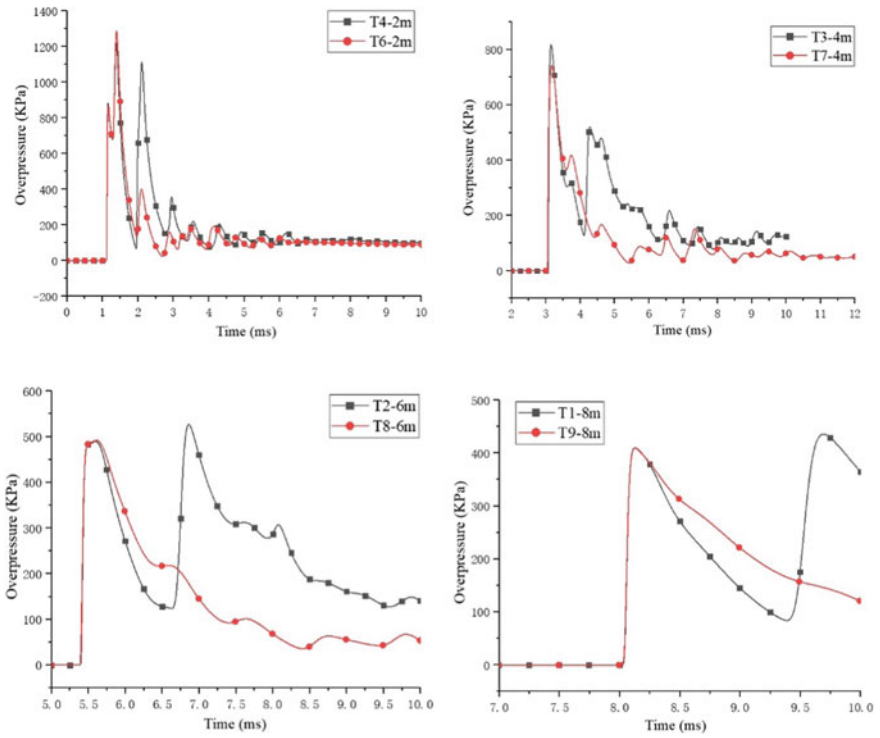 1400
1200
1000
800
600
400
200
0
−200
0 1 2 3 4 5 6 7 8 9 10
Overpressure (KPa)
Time (ms)
T4-2m
T6-2m
800
600
400
200
0
2 3 4 5 6 7 8 9 10 11 12
Overpressure (KPa)
Time (ms)
T3-4m
T7-4m
600
500
400
300
200
100
0
5.0 5.5 6.0 6.5 7.0 7.5 8.0 8.5 9.0 9.5 10.0
Overpressure (KPa)
Time (ms)
T2-6m
T8-6m
500
400
300
200
100
0
7.0 7.5 8.0 8.5 9.0 9.5 10.0
Overpressure (KPa)
Time (ms)
T1-8m
T9-8m